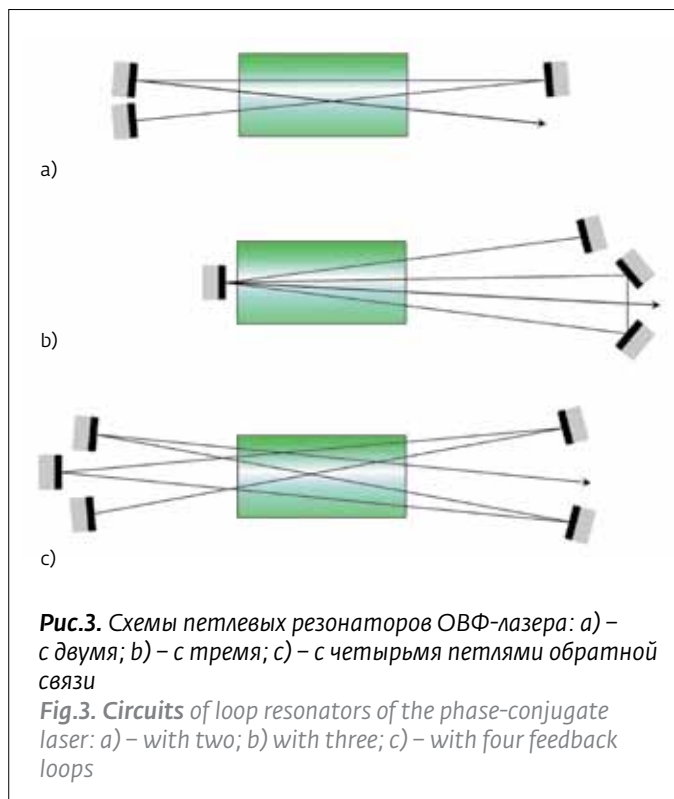 a)
b)
c)
Рис.3. Схемы петлевых резонаторов ОВФ-лазера: a) –
с двумя; b) – с тремя; c) – с четырьмя петлями обратной
связи
Fig.3. Circuits of loop resonators of the phase-conjugate
laser: a) – with two; b) with three; c) – with four feedback
loops